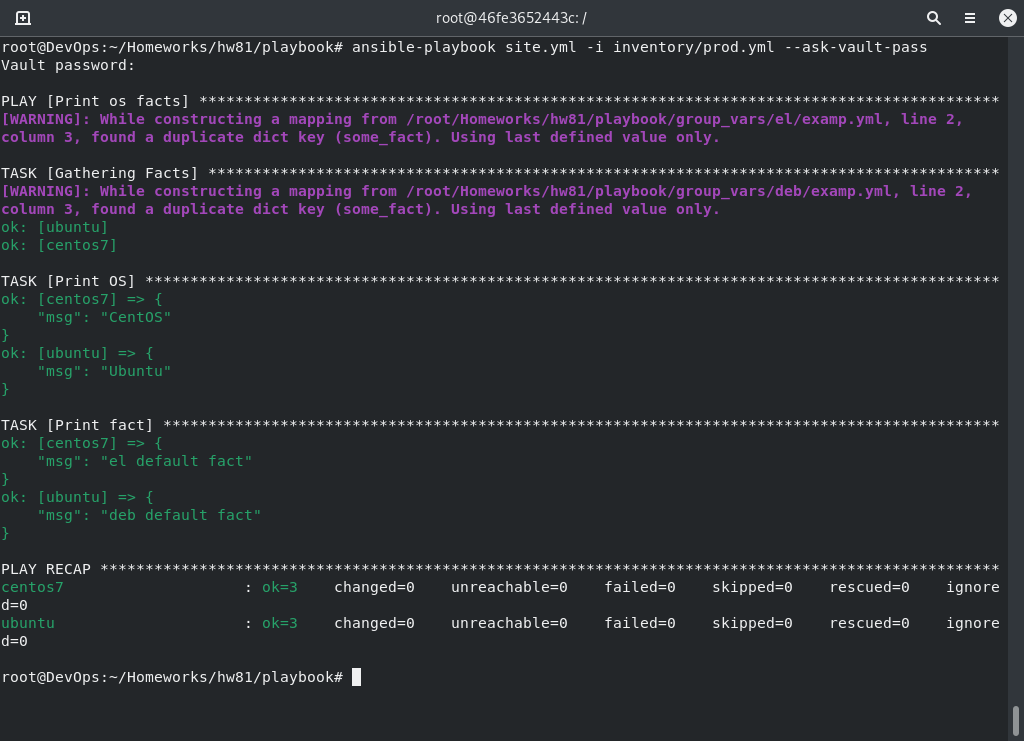 root@46fe3652443c: /
root@DevOps:~/Homeworks/hw81/playbook# ansible-playbook site.yml -i inventory/prod.yml --ask-vault-pass
Vault password:
PLAY [Print os facts] *****************************************************************************************
[WARNING]: While constructing a mapping from /root/Homeworks/hw81/playbook/group_vars/el/examp.yml, line 2,
column 3, found a duplicate dict key (some_fact). Using last defined value only.
TASK [Gathering Facts] ****************************************************************************************
[WARNING]: While constructing a mapping from /root/Homeworks/hw81/playbook/group_vars/deb/examp.yml, line 2,
column 3, found a duplicate dict key (some_fact). Using last defined value only.
ok: [ubuntu]
ok: [centos7]
TASK [Print OS] ***********************************************************************************************
ok: [centos7] => {
    "msg": "CentOS"
}
ok: [ubuntu] => {
    "msg": "Ubuntu"
}
TASK [Print fact] *********************************************************************************************
ok: [centos7] => {
    "msg": "el default fact"
}
ok: [ubuntu] => {
    "msg": "deb default fact"
}
PLAY RECAP ****************************************************************************************************
centos7                    : ok=3    changed=0    unreachable=0    failed=0    skipped=0    rescued=0    ignore
d=0
ubuntu                     : ok=3    changed=0    unreachable=0    failed=0    skipped=0    rescued=0    ignore
d=0
root@DevOps:~/Homeworks/hw81/playbook#